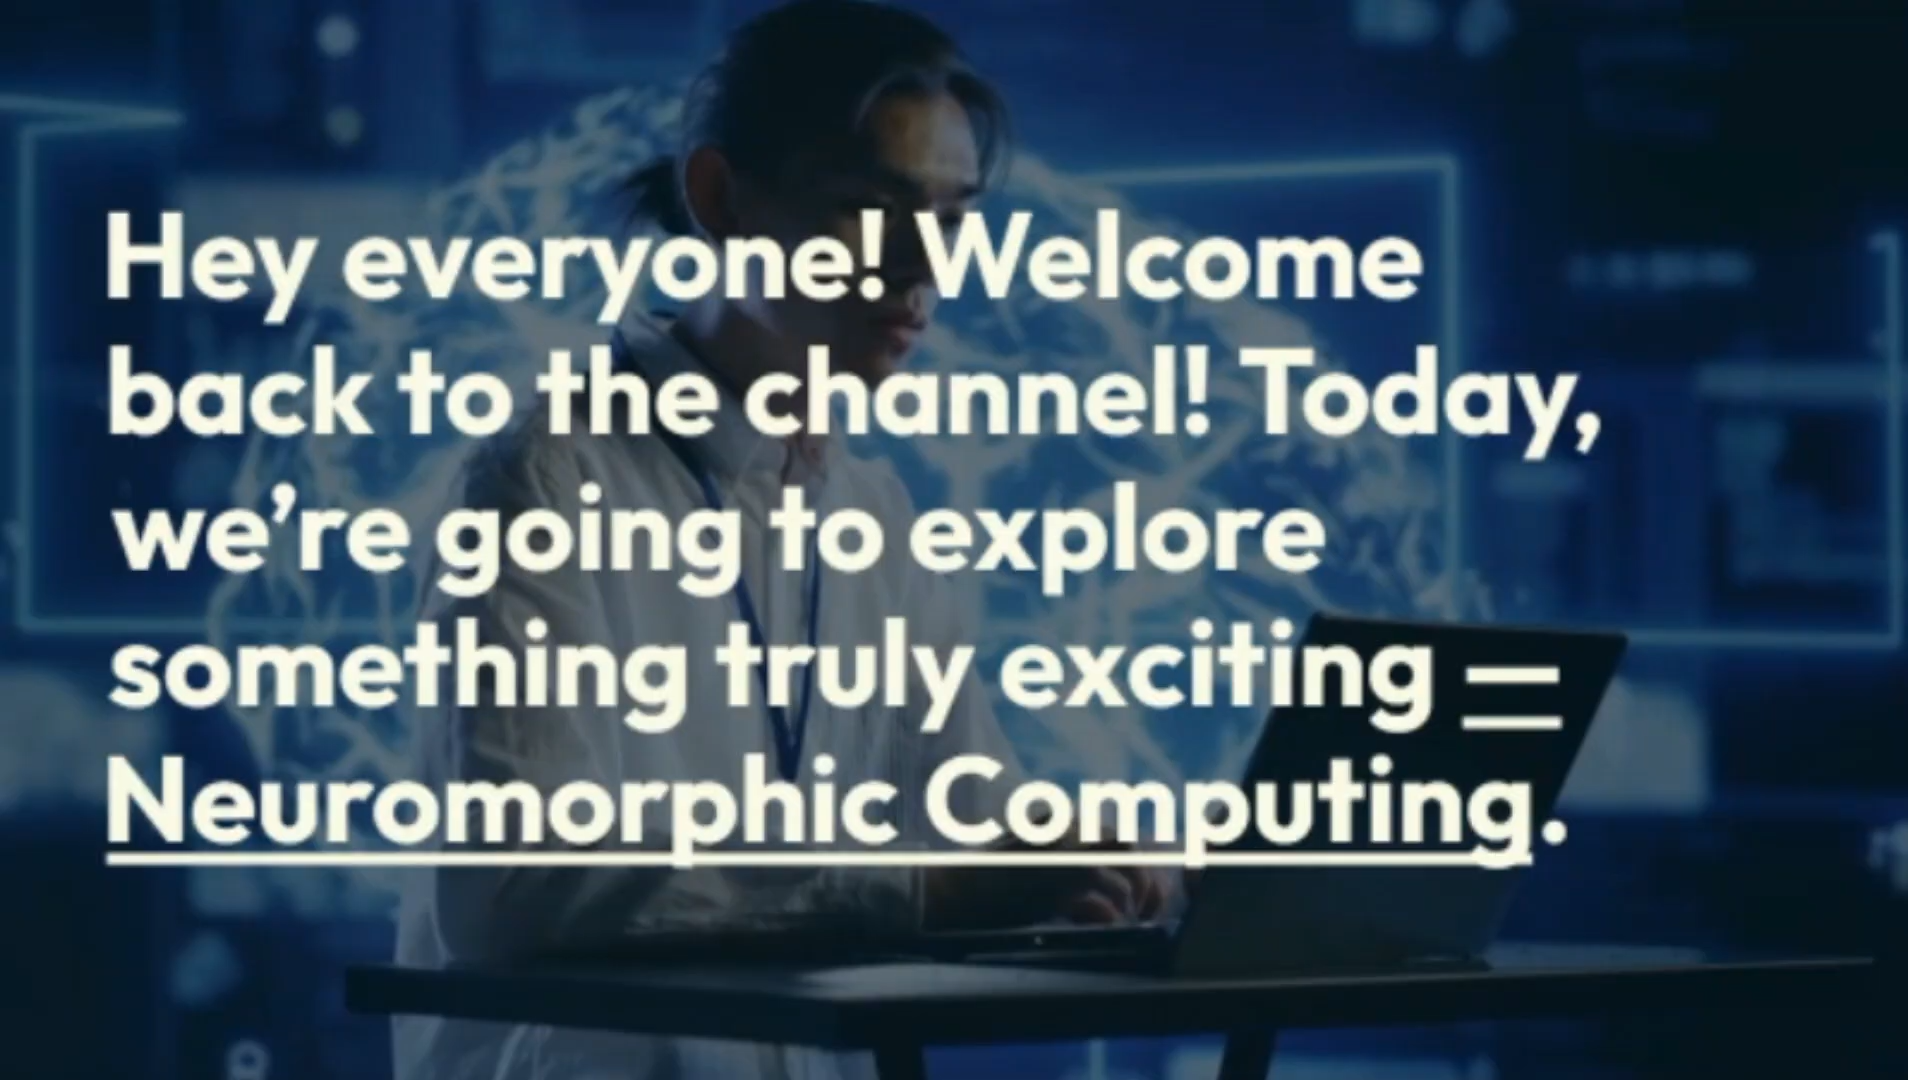 Hey everyone! Welcome
back to the channel! Today,
we’re going to explore
something truly exciting —
Neuromorphic Computing.